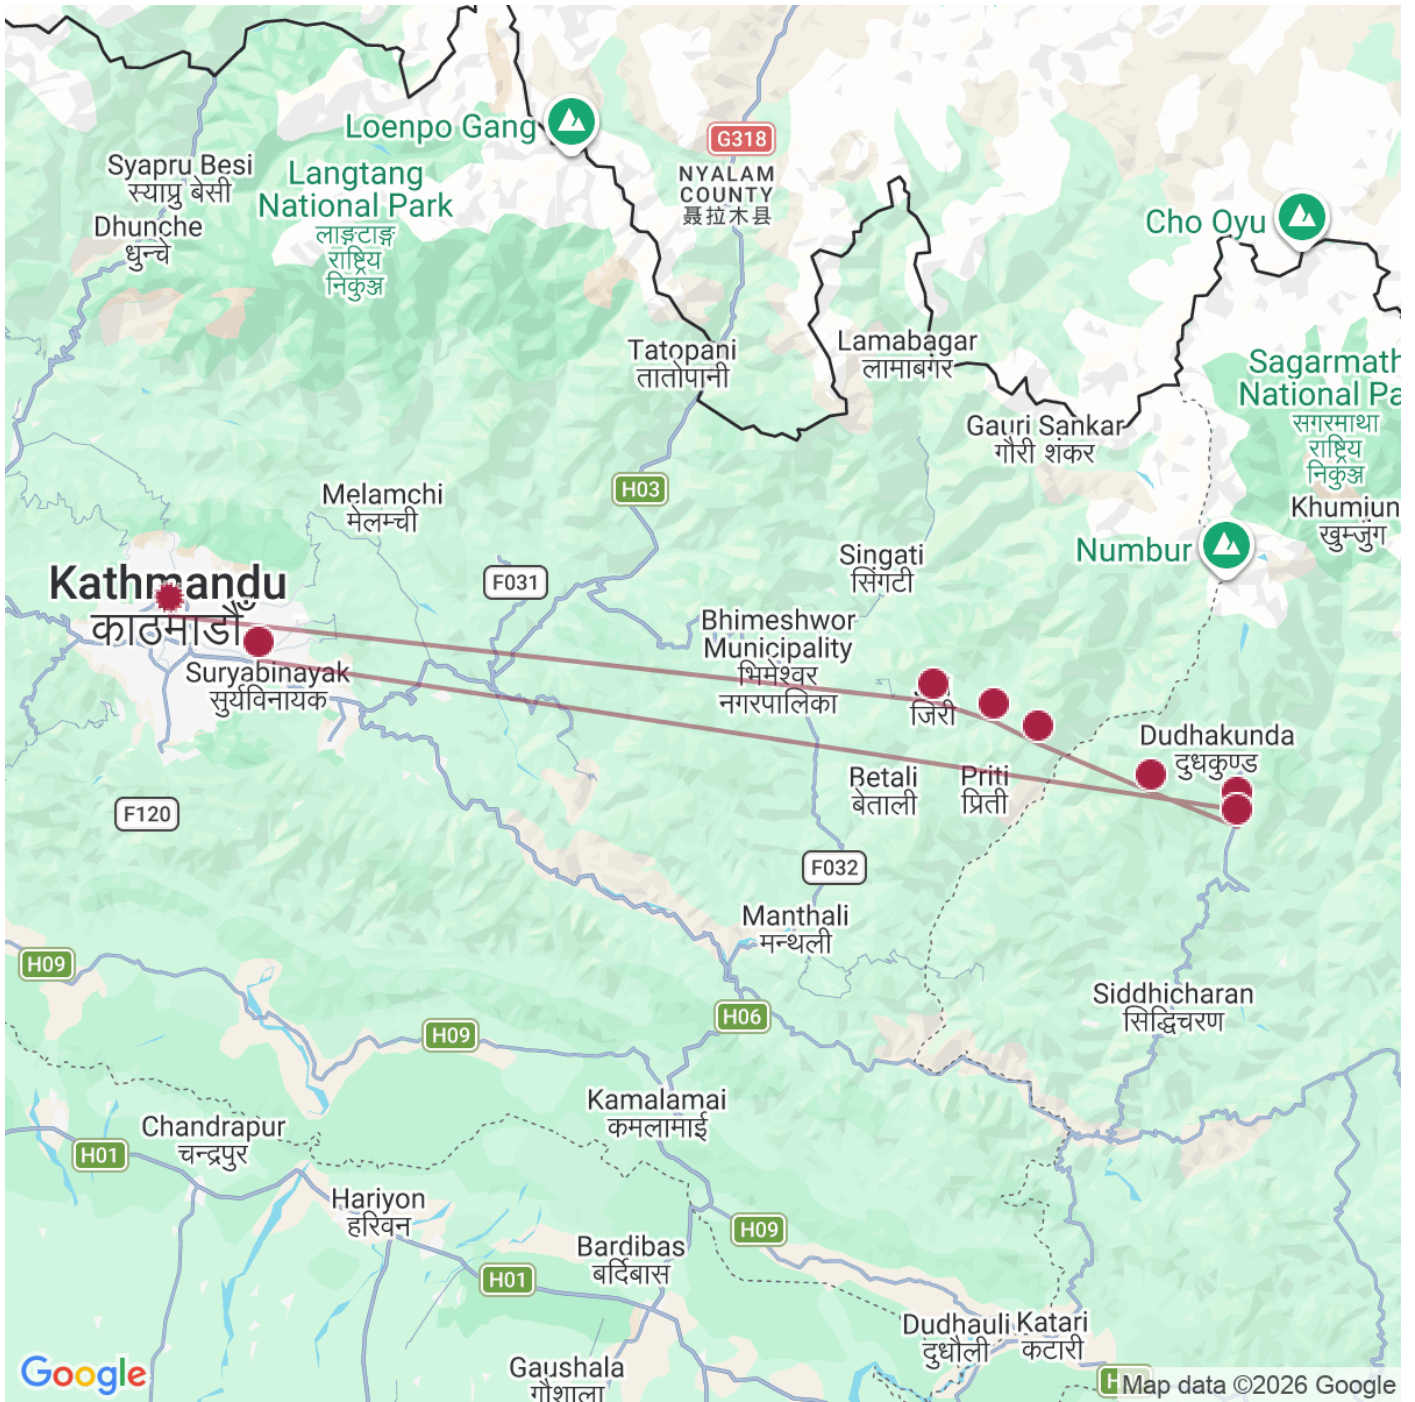 Loenpo Gang
G318
Syapru Besi
स्याप्रु बेसी
Langtang
National Park
लाङ्गटाङ्ग
राष्ट्रिय
निकुञ्ज
NYALAM
COUNTY
聂拉木县
Dhunche
धुन्चे
Cho Oyu
Tatopani
तातोपानी
Lamabagar
लामाबगर
Sagarmath
National Pa
सगरमाथा
राष्ट्रिय
निकुञ्ज
Gauri Sankar
गौरी शंकर
H03
Melamchi
मेलम्ची
Khumjun
खुम्जुंग
Numbur
Singati
सिंगटी
Kathmandu
काठमाडौँ
F031
Bhimeshwor
Municipality
भिमेश्वर
नगरपालिका
Suryabinayak
सुर्यविनायक
जिरी
Dudhakunda
दुधकुण्ड
Betali
बेताली
Priti
प्रिती
F120
F032
Manthali
मन्थली
H09
Siddhicharan
सिद्धिचरण
H06
H09
Kamalamai
कमलामाई
Chandrapur
चन्द्रपुर
H01
Hariyon
हरिवन
H09
Bardibas
बर्दिबास
H01
Dudhauli
दुधौली
Katari
कटारी
Gaushala
गौशाला
Google
Map data ©2026 Google